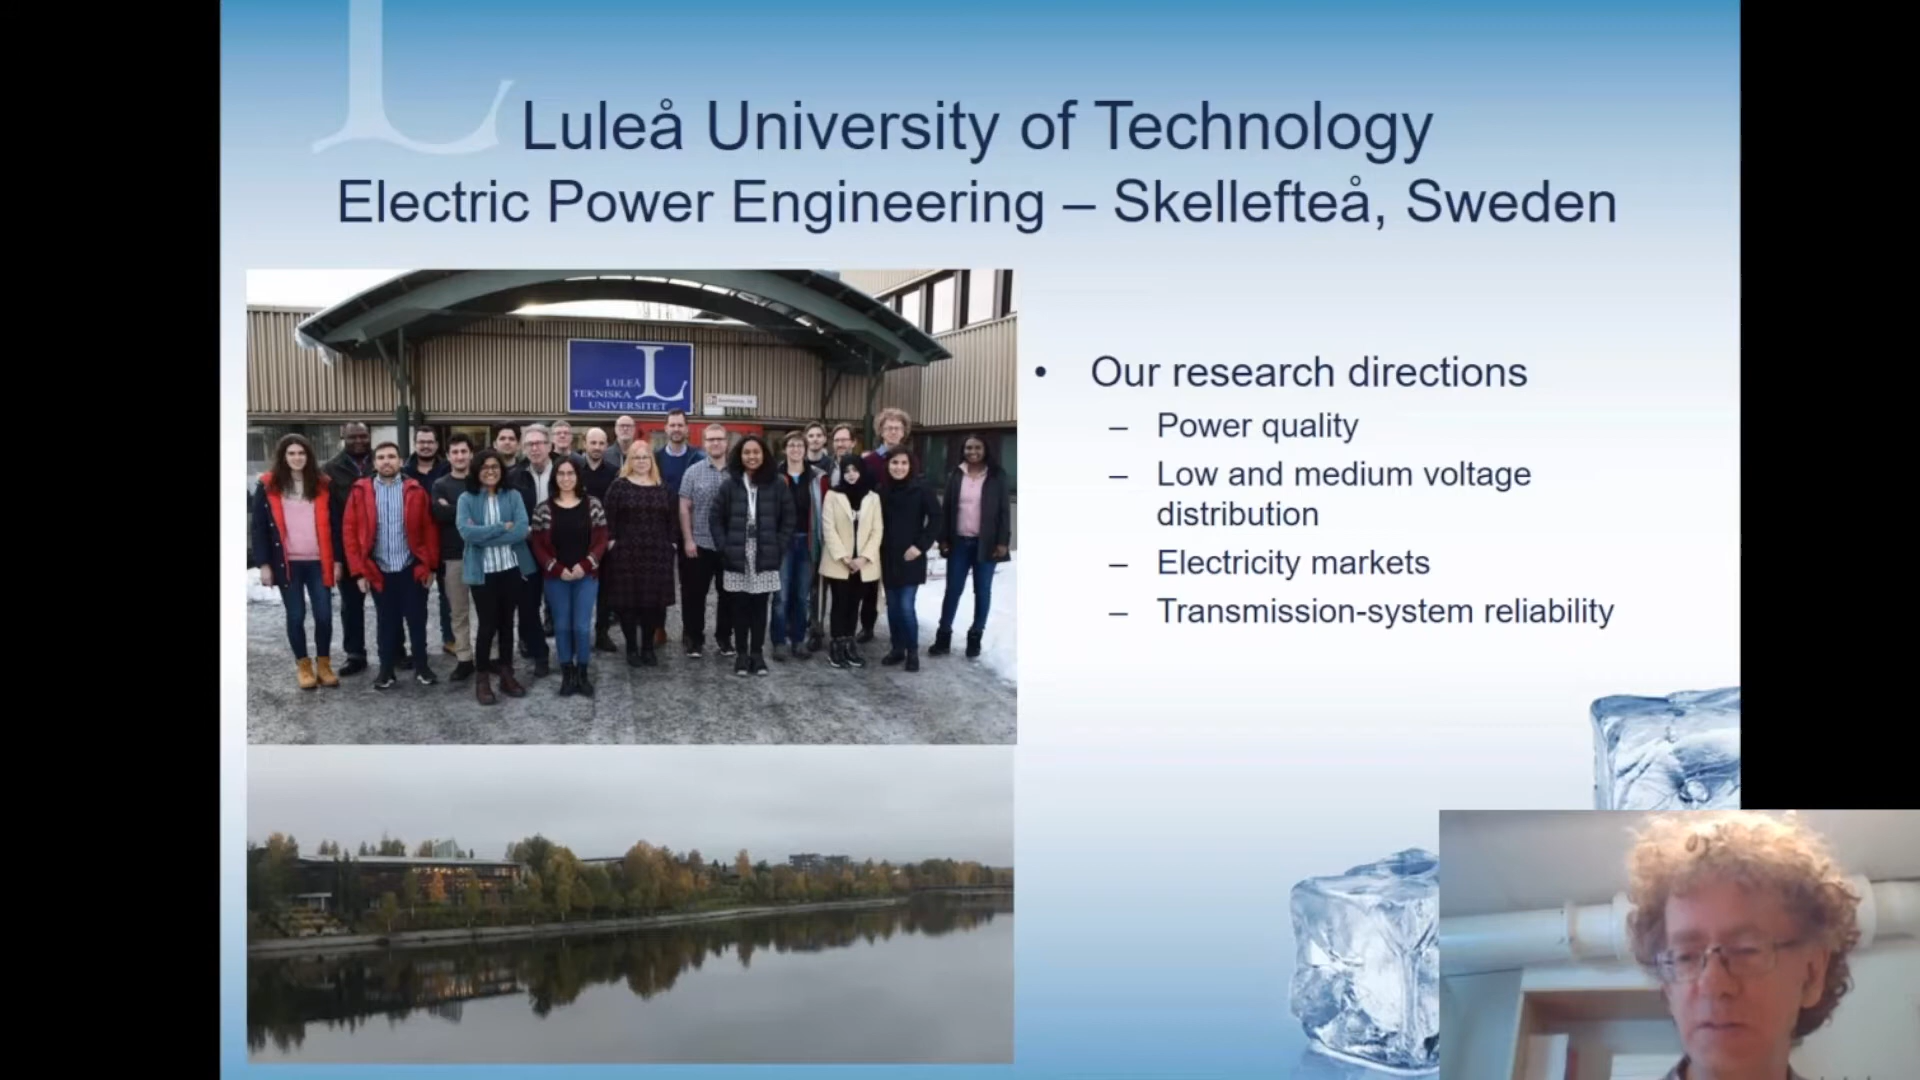 Luleå University of Technology
Electric Power Engineering – Skellefteå, Sweden
LULEÅ
TEKNISKA
UNIVERSITET
• Our research directions
– Power quality
– Low and medium voltage
distribution
– Electricity markets
– Transmission-system reliability